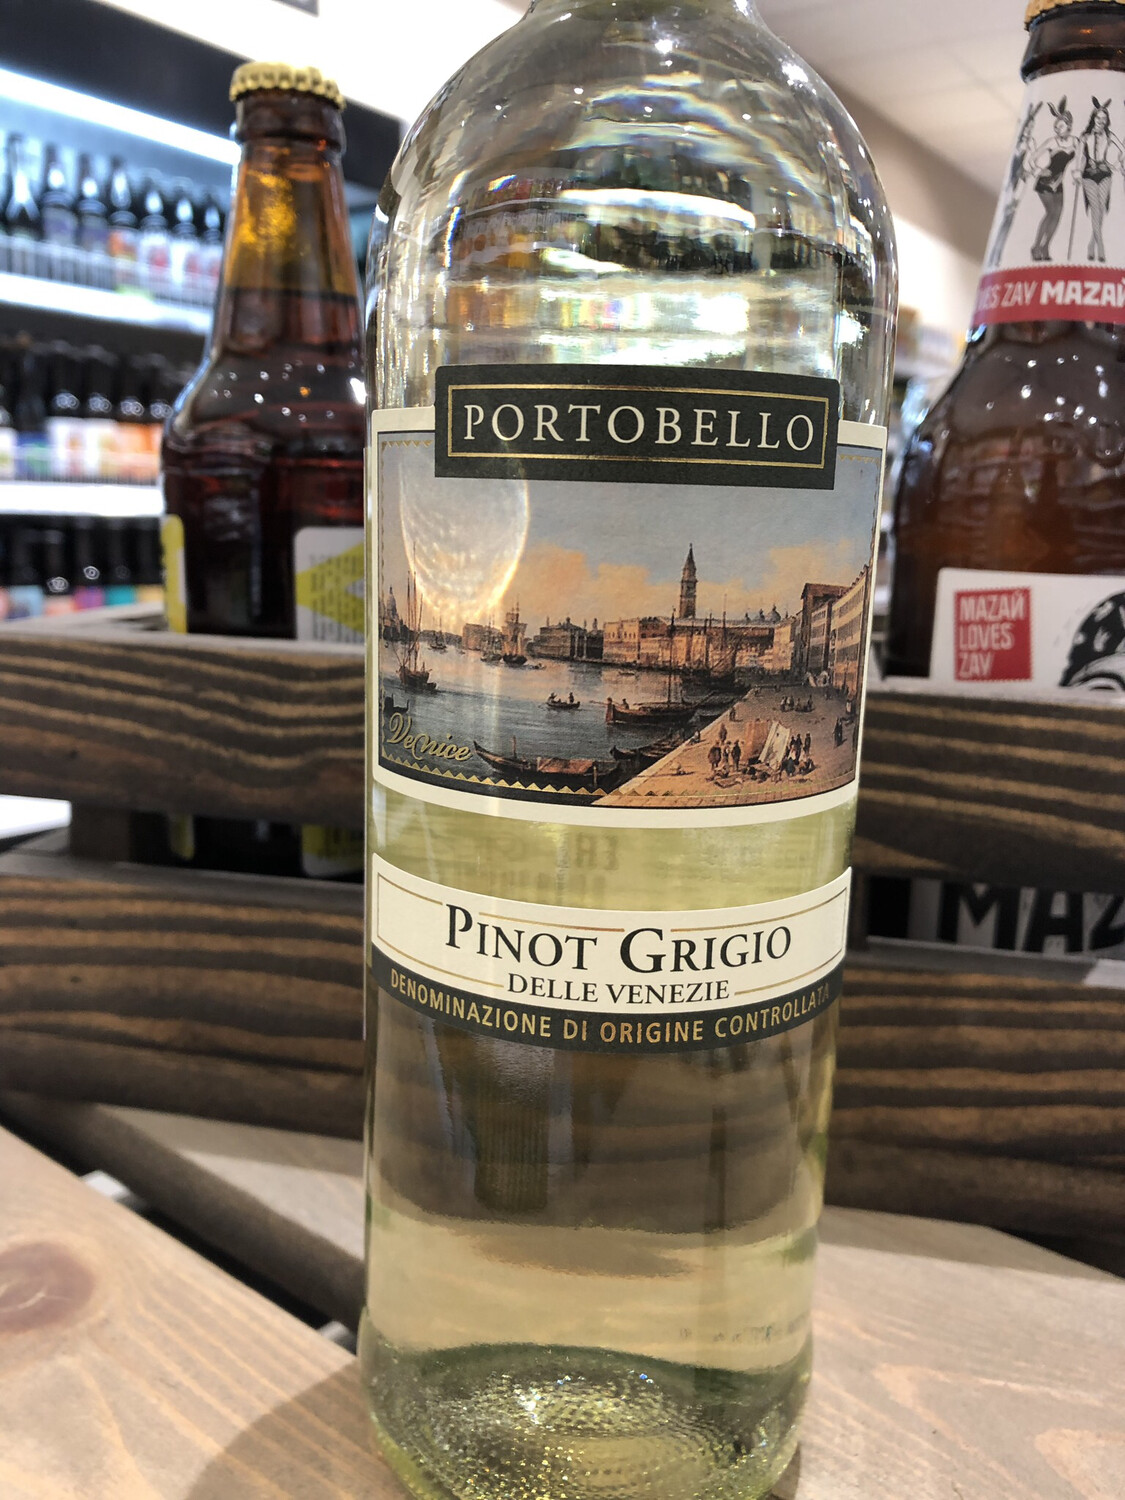 PORTOBELLO
Venice
PINOT GRIGIO
DELLE VENEZIE
DENOMINAZIONE DI ORIGINE CONTROLLATA
ZAV MAZAЙ
MAZAЙ
LOVES
ZAV